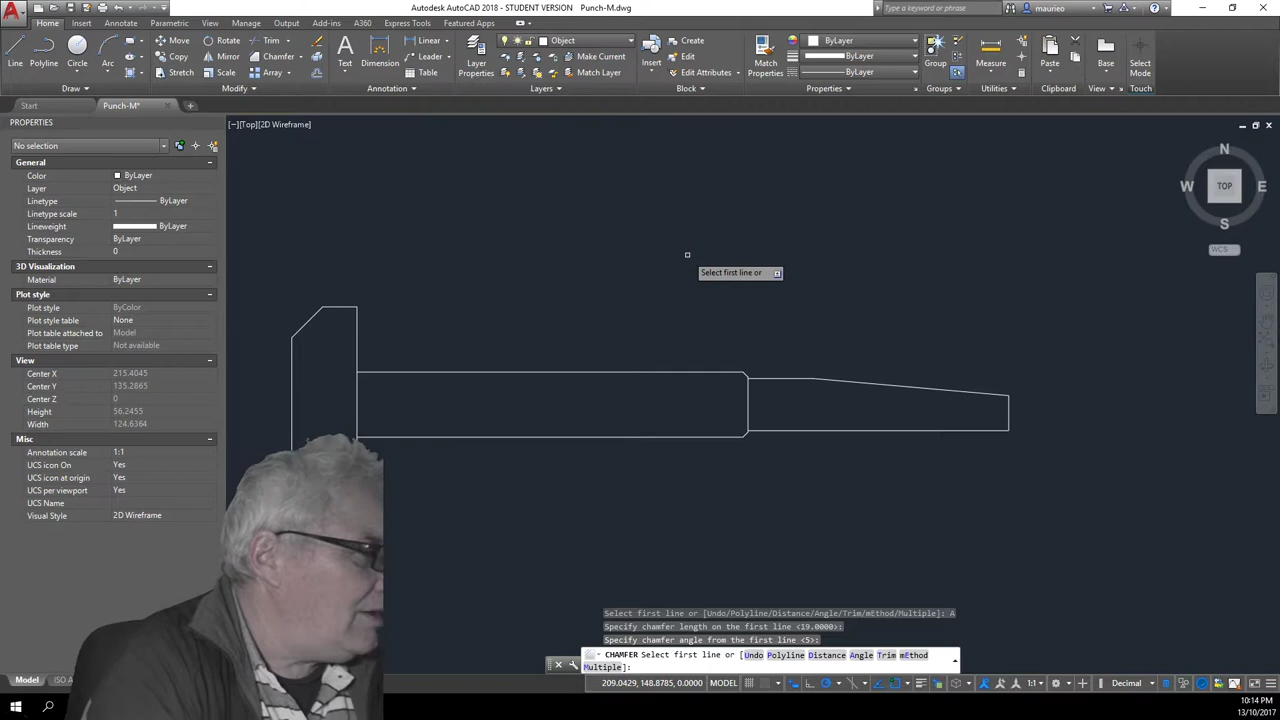 Autodesk AutoCAD 2018 - STUDENT VERSION Punch-M.dwg
Type a keyword or phrase
maurieo
Home Insert Annotate Parametric View Manage Output Add-ins A360 Express Tools Featured Apps
Line Polyline Circle Arc
Move Rotate Trim
Copy Mirror Chamfer
Stretch Scale Array
Text Dimension
Linear
Leader
Table
Layer Properties
Object
Make Current
Match Layer
Insert
Create
Edit
Edit Attributes
Match Properties
ByLayer
ByLayer
ByLayer
Group
Measure
Paste
Base
Select Mode
Draw Modify Annotation Layers Block Properties Groups Utilities Clipboard View Touch
Start Punch-M*
PROPERTIES
[−][Top][2D Wireframe]
No selection
General
Color ByLayer
Layer Object
Linetype ByLayer
Linetype scale 1
Lineweight ByLayer
Transparency ByLayer
Thickness 0
3D Visualization
Material ByLayer
Plot style
Plot style ByColor
Plot style table None
Plot table attached to Model
Plot table type Not available
View
Center X 215.4045
Center Y 135.2865
Center Z 0
Height 56.2455
Width 124.6364
Misc
Annotation scale 1:1
UCS icon On Yes
UCS icon at origin Yes
UCS per viewport Yes
UCS Name
Visual Style 2D Wireframe
N
W TOP E
S
WCS
Select first line or
Select first line or [Undo/Polyline/Distance/Angle/Trim/mEthod/Multiple]: A
Specify chamfer length on the first line <19.0000>:
Specify chamfer angle from the first line <5>:
CHAMFER Select first line or [Undo Polyline Distance Angle Trim mEthod
Multiple]:
Model ISO A
209.0429, 148.8785, 0.0000 MODEL
1:1
Decimal
10:14 PM
13/10/2017